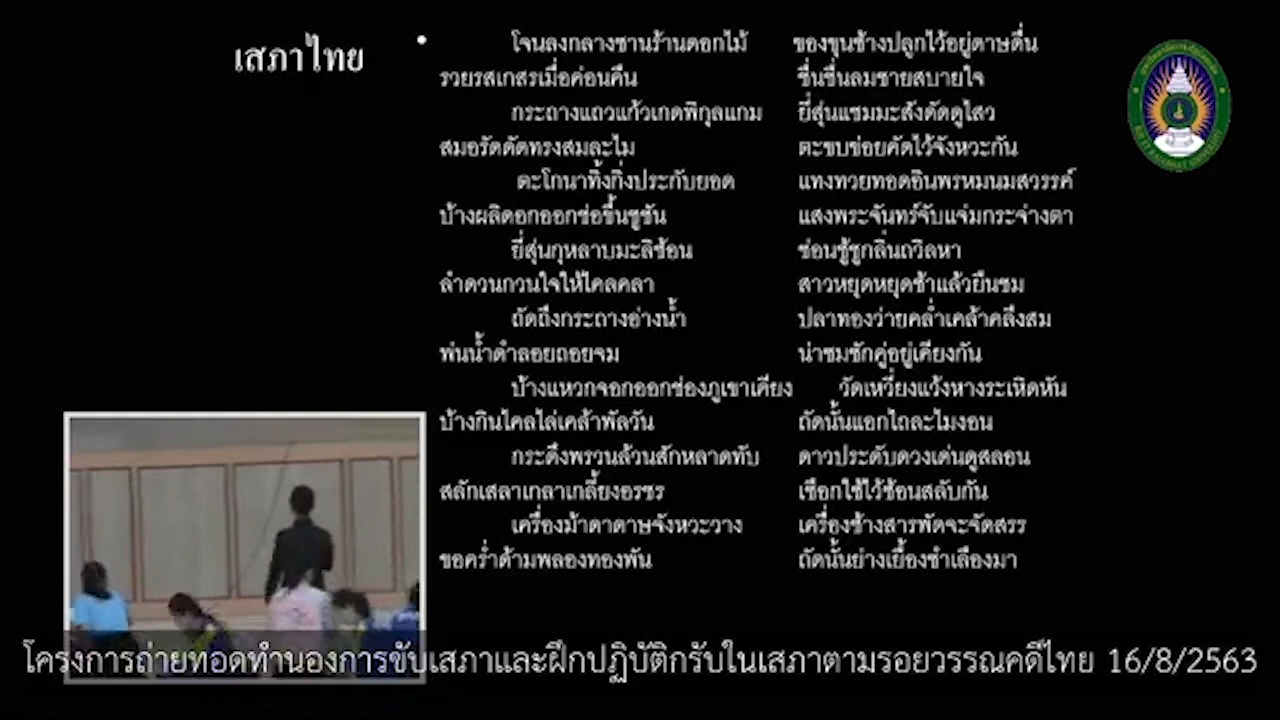 เสภาไทย
• โจนลงกลางชานร้านดอกไม้ ของขุนช้างปลูกไว้อยู่ดาษดื่น
รวยรสเกสรเมื่อค่อนคืน ชื่นชื่นลมชายสบายใจ
กระถางแถวแก้วเกดพิกุลแกม ยี่สุ่นแซมมะสังดัดดูไสว
สมอรัดดัดทรงสมละไม ตะขบข่อยคัดไว้จังหวะกัน
ตะโกนาทิ้งกิ่งประกับยอด แทงทวยทอดอินพรหมนมสวรรค์
บ้างผลิดอกออกช่อขึ้นชูชัน แสงพระจันทร์จับแจ่มกระจ่างตา
ยี่สุ่นกุหลาบมะลิซ้อน ซ่อนชู้ชูกลิ่นถวิลหา
ลำดวนกวนใจให้ไคลคลา สาวหยุดหยุดช้าแล้วยืนชม
ถัดถึงกระถางอ่างน้ำ ปลาทองว่ายคล่ำเคล้าคลึงสม
พ่นน้ำดำลอยถอยจม น่าชมชักคู่อยู่เคียงกัน
บ้างแหวกจอกออกช่องภูเขาเคียง วัดเหวี่ยงแว้งหางระเหิดหัน
บ้างกินไคลไล่เคล้าพัลวัน ถัดนั้นแอกไถละไมงอน
กระดึงพรวนล้วนสักหลาดทับ ดาวประดับดวงเด่นดูสลอน
สลักเสลาเกลาเกลี้ยงอรชร เชือกใช้ไว้ซ้อนสลับกัน
เครื่องม้าดาดาษจังหวะวาง เครื่องช้างสารพัดจะจัดสรร
ขอคร่ำด้ามพลองทองพัน ถัดนั้นย่างเยื้องชำเลืองมา
โครงการถ่ายทอดทำนองการขับเสภาและฝึกปฏิบัติกรับในเสภาตามรอยวรรณคดีไทย 16/8/2563